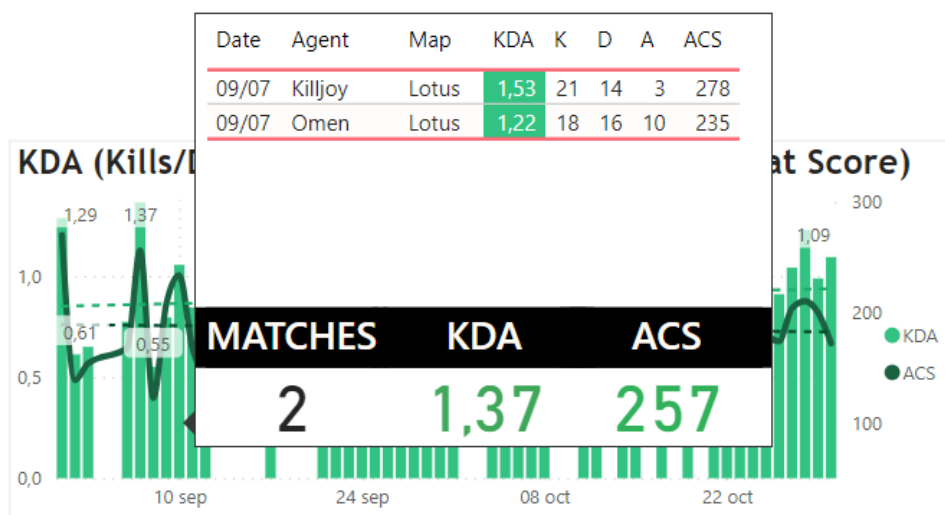 Date Agent Map KDA K D A ACS
09/07 Killjoy Lotus 1,53 21 14 3 278
09/07 Omen Lotus 1,22 18 16 10 235
KDA (Kills/ at Score)
1,29 1,37 300
1,09
1,0
0,61 0,55 MATCHES KDA ACS 200
KDA
ACS
0,5
2 1,37 257 100
0,0
10 sep 24 sep 08 oct 22 oct